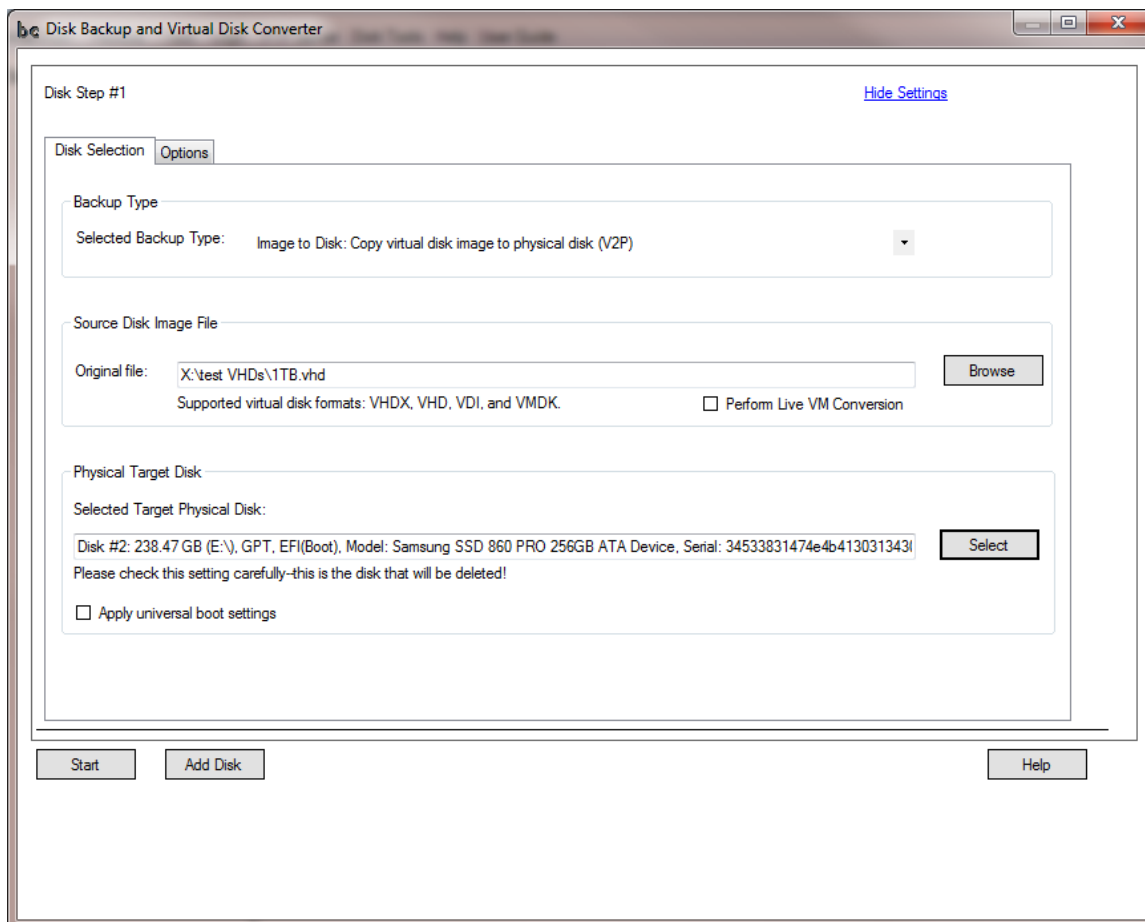 Disk Backup and Virtual Disk Converter
Disk Step #1
Hide Settings
Disk Selection
Options
Backup Type
Selected Backup Type:
Image to Disk: Copy virtual disk image to physical disk (V2P)
Source Disk Image File
Original file:
X:\test VHDs\1TB.vhd
Browse
Supported virtual disk formats: VHDX, VHD, VDI, and VMDK.
Perform Live VM Conversion
Physical Target Disk
Selected Target Physical Disk:
Disk #2: 238.47 GB (E:\), GPT, EFI(Boot), Model: Samsung SSD 860 PRO 256GB ATA Device, Serial:
Select
Please check this setting carefully--this is the disk that will be deleted!
Apply universal boot settings
Start
Add Disk
Help